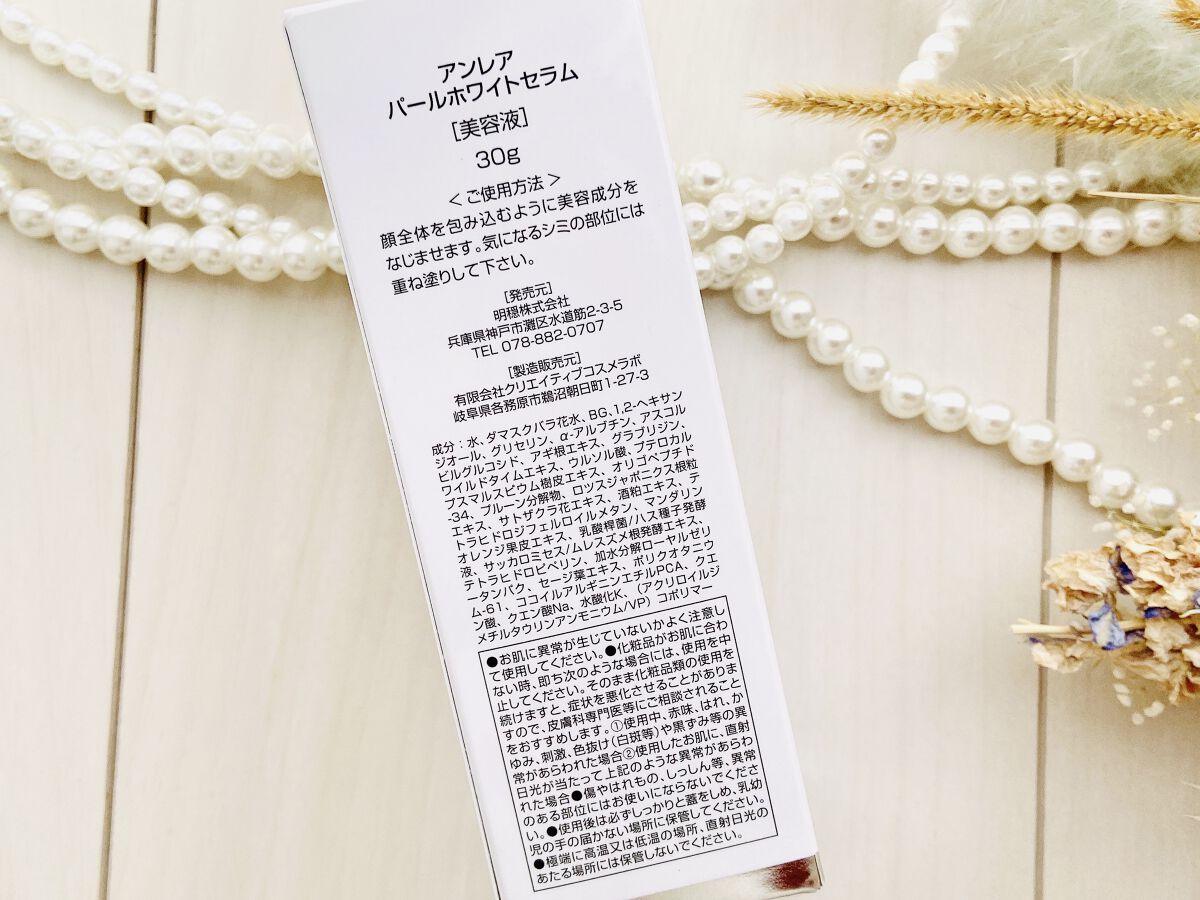 アンレア
パールホワイトセラム
［美容液］
30g
＜ご使用方法＞
顔全体を包み込むように美容成分を
なじませます。気になるシミの部位には
重ね塗りして下さい。
［発売元］
明穏株式会社
兵庫県神戸市灘区水道筋2-3-5
TEL 078-882-0707
［製造販売元］
有限会社クリエイティブコスメラボ
岐阜県各務原市鵜沼朝日町1-27-3
成分：水、ダマスクバラ花水、BG、1,2-ヘキサン
ジオール、グリセリン、α-アルブチン、アスコル
ビルグルコシド、アギ根エキス、グラブリジン、
ワイルドタイムエキス、ウルソル酸、プテロカル
プスマルスピウム樹皮エキス、オリゴペプチド
-34、プルーン分解物、ロツスジャポニクス根粒
エキス、サトザクラ花エキス、酒粕エキス、テ
トラヒドロジフェルロイルメタン、マンダリン
オレンジ果皮エキス、乳酸桿菌/ハス種子発酵
液、サッカロミセス/ムレスズメ根発酵エキス、
テトラヒドロピペリン、加水分解ローヤルゼリ
ータンパク、セージ葉エキス、ポリクオタニウ
ム-61、ココイルアルギニンエチルPCA、クエ
ン酸、クエン酸Na、水酸化K、（アクリロイルジ
メチルタウリンアンモニウム/VP）コポリマー
●お肌に異常が生じていないかよく注意し
て使用してください。●化粧品がお肌に合わ
ない時、即ち次のような場合には、使用を中
止してください。そのまま化粧品類の使用を
続けますと、症状を悪化させることがありま
すので、皮膚科専門医等にご相談されること
をおすすめします。①使用中、赤味、はれ、か
ゆみ、刺激、色抜け（白斑等）や黒ずみ等の異
常があらわれた場合②使用したお肌に、直射
日光が当たって上記のような異常があらわ
れた場合●傷やはれもの、しっしん等、異常
のある部位にはお使いにならないでくださ
い。●使用後は必ずしっかりと蓋をしめ、乳幼
児の手の届かない場所に保管してください。
●極端に高温又は低温の場所、直射日光の
あたる場所には保管しないでください。